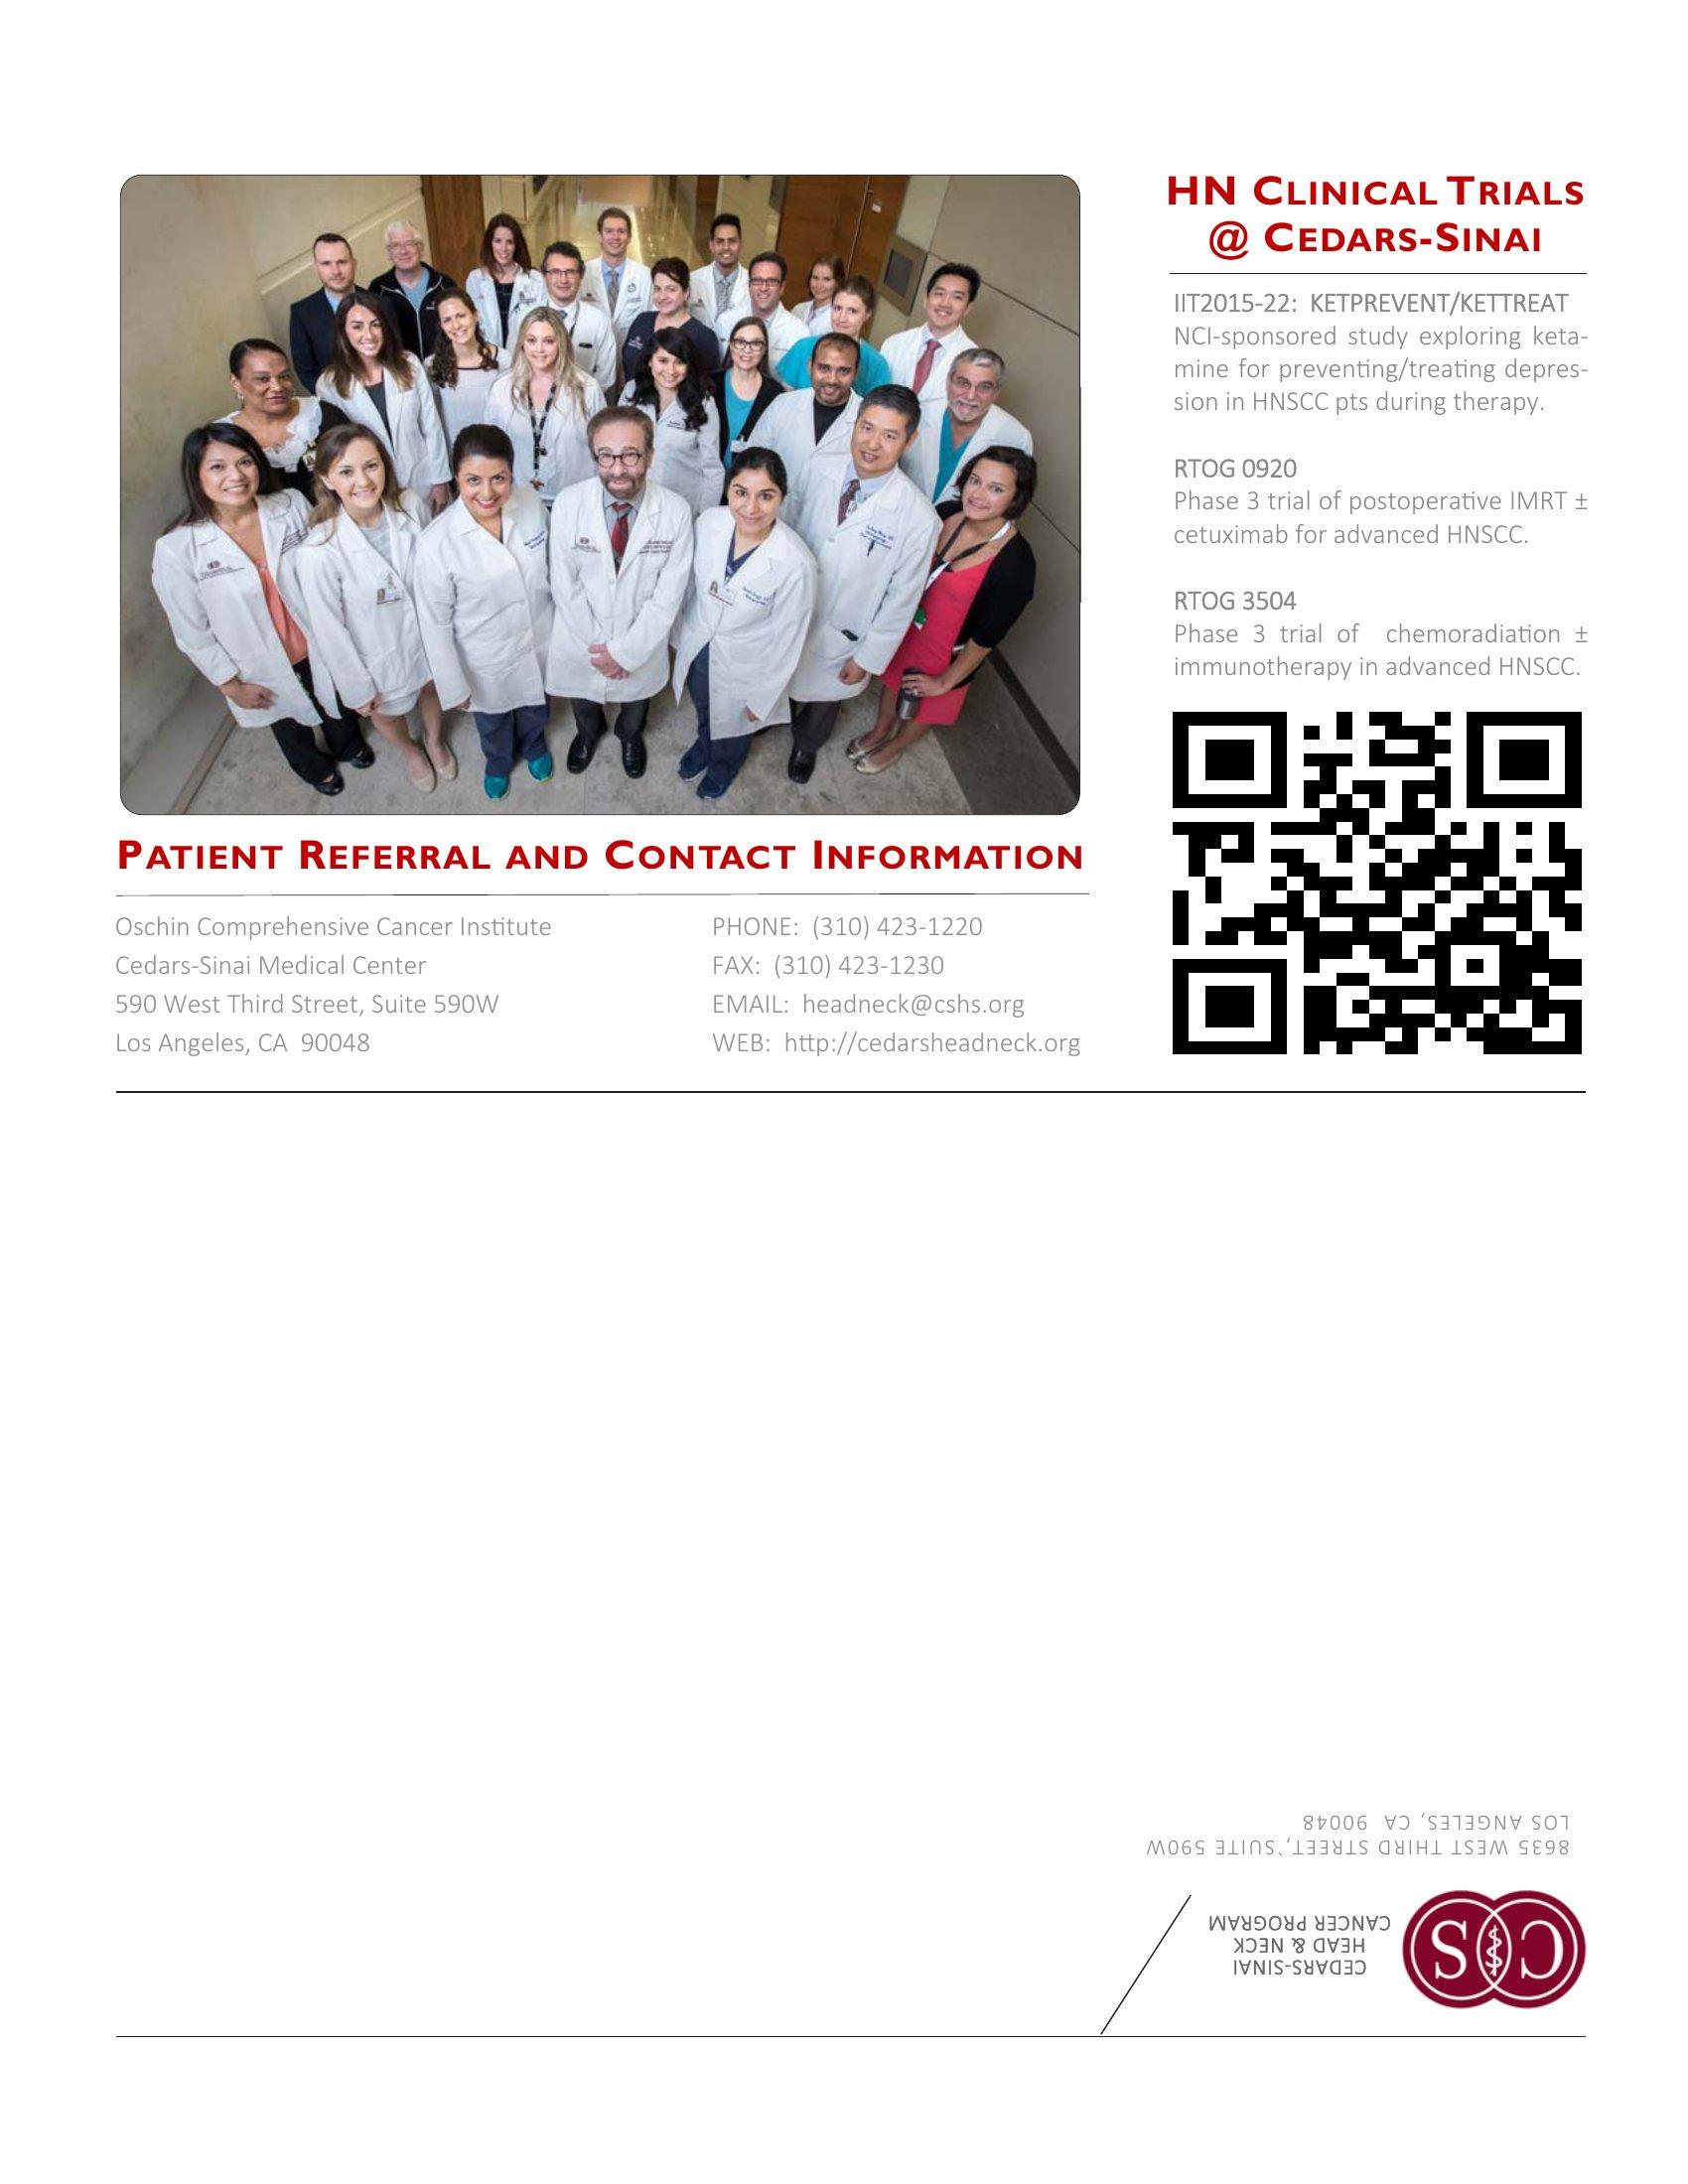 HN CLINICAL TRIALS
@ CEDARS-SINAI
IIT2015-22:  KETPREVENT/KETTREAT
NCI-sponsored study exploring keta-
mine for preventing/treating depres-
sion in HNSCC pts during therapy.
RTOG 0920
Phase 3 trial of postoperative IMRT ±
cetuximab for advanced HNSCC.
RTOG 3504
Phase 3 trial of  chemoradiation ±
immunotherapy in advanced HNSCC.
PATIENT REFERRAL AND CONTACT INFORMATION
Oschin Comprehensive Cancer Institute
Cedars-Sinai Medical Center
590 West Third Street, Suite 590W
Los Angeles, CA  90048
PHONE:  (310) 423-1220
FAX:  (310) 423-1230
EMAIL:  headneck@cshs.org
WEB:  http://cedarsheadneck.org
CS
CEDARS-SINAI
HEAD & NECK
CANCER PROGRAM
8635 WEST THIRD STREET,`SUITE 590W
LOS ANGELES, CA  90048